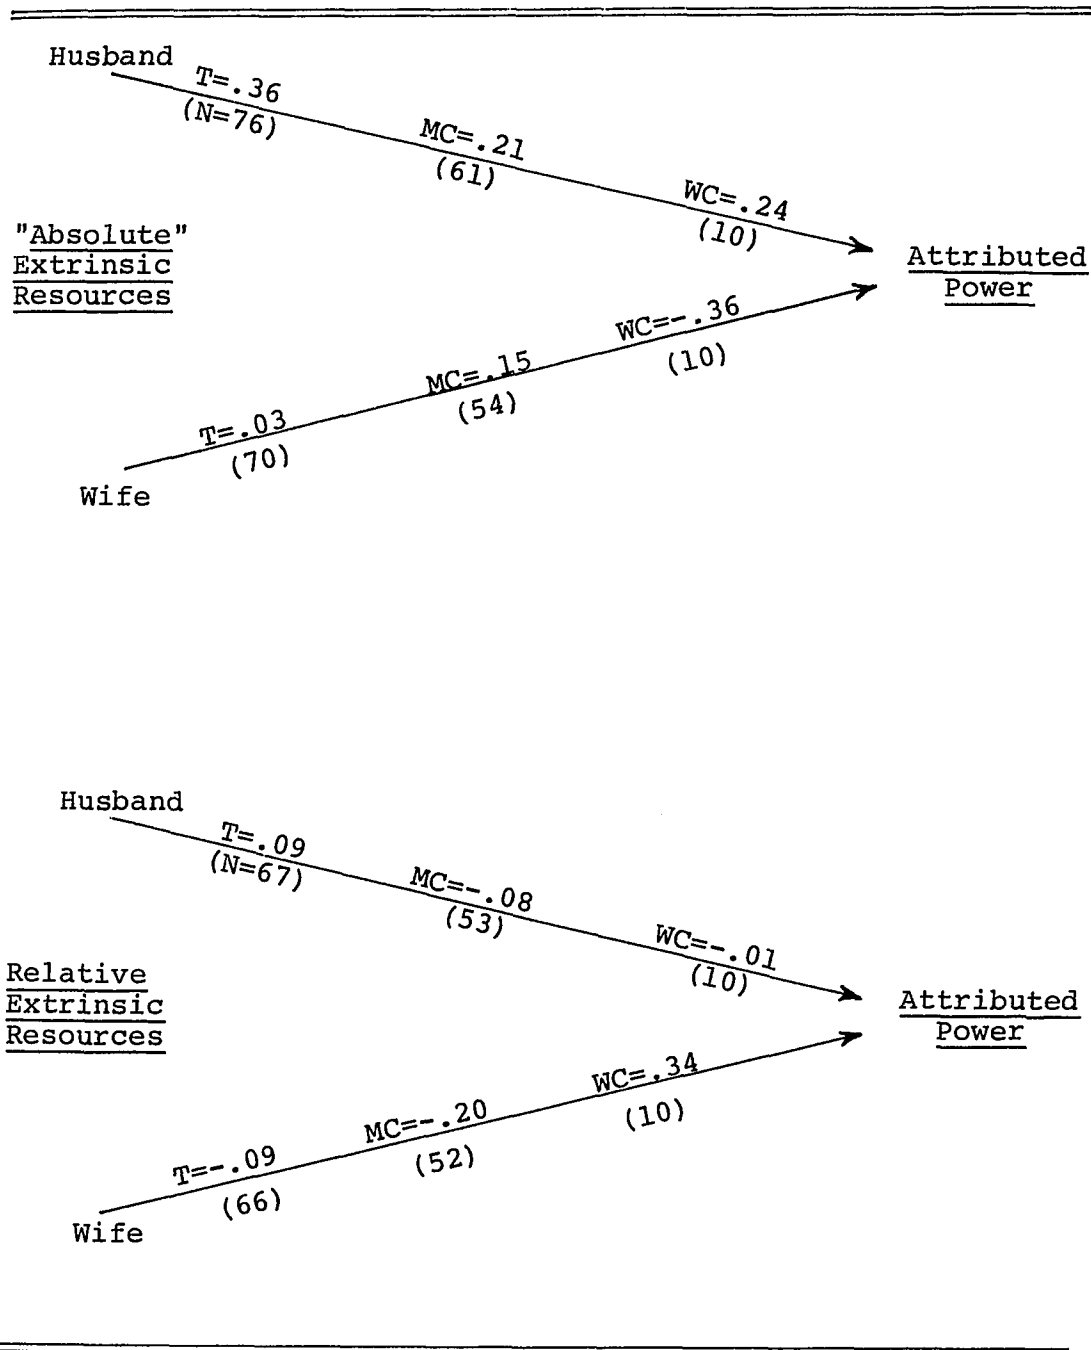 Husband
T=.36
(N=76)
MC=.21
(61)
WC=.24
(10)
"Absolute"
Extrinsic
Resources
Attributed
Power
WC=-.36
(10)
MC=.15
(54)
T=.03
(70)
Wife
Husband
T=.09
(N=67)
MC=-.08
(53)
WC=-.01
(10)
Relative
Extrinsic
Resources
Attributed
Power
WC=.34
(10)
MC=-.20
(52)
T=-.09
(66)
Wife